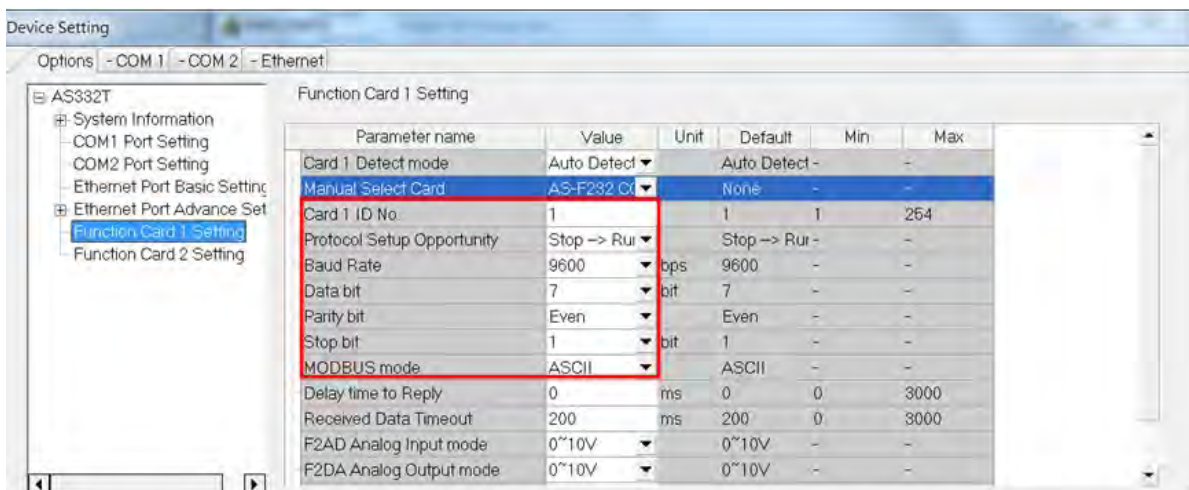 Device Setting
Options - COM 1 - COM 2 - Ethernet
AS332T
System Information
COM1 Port Setting
COM2 Port Setting
Ethernet Port Basic Setting
Ethernet Port Advance Set
Function Card 1 Setting
Function Card 2 Setting
Function Card 1 Setting
Parameter name Value Unit Default Min Max
Card 1 Detect mode Auto Detect Auto Detect - -
Manual Select Card AS-F232 CO None - -
Card 1 ID No. 1 1 1 254
Protocol Setup Opportunity Stop -> Rur Stop -> Rur - -
Baud Rate 9600 bps 9600 - -
Data bit 7 bit 7 - -
Parity bit Even Even - -
Stop bit 1 bit 1 - -
MODBUS mode ASCII ASCII - -
Delay time to Reply 0 ms 0 0 3000
Received Data Timeout 200 ms 200 0 3000
F2AD Analog Input mode 0~10V 0~10V - -
F2DA Analog Output mode 0~10V 0~10V - -